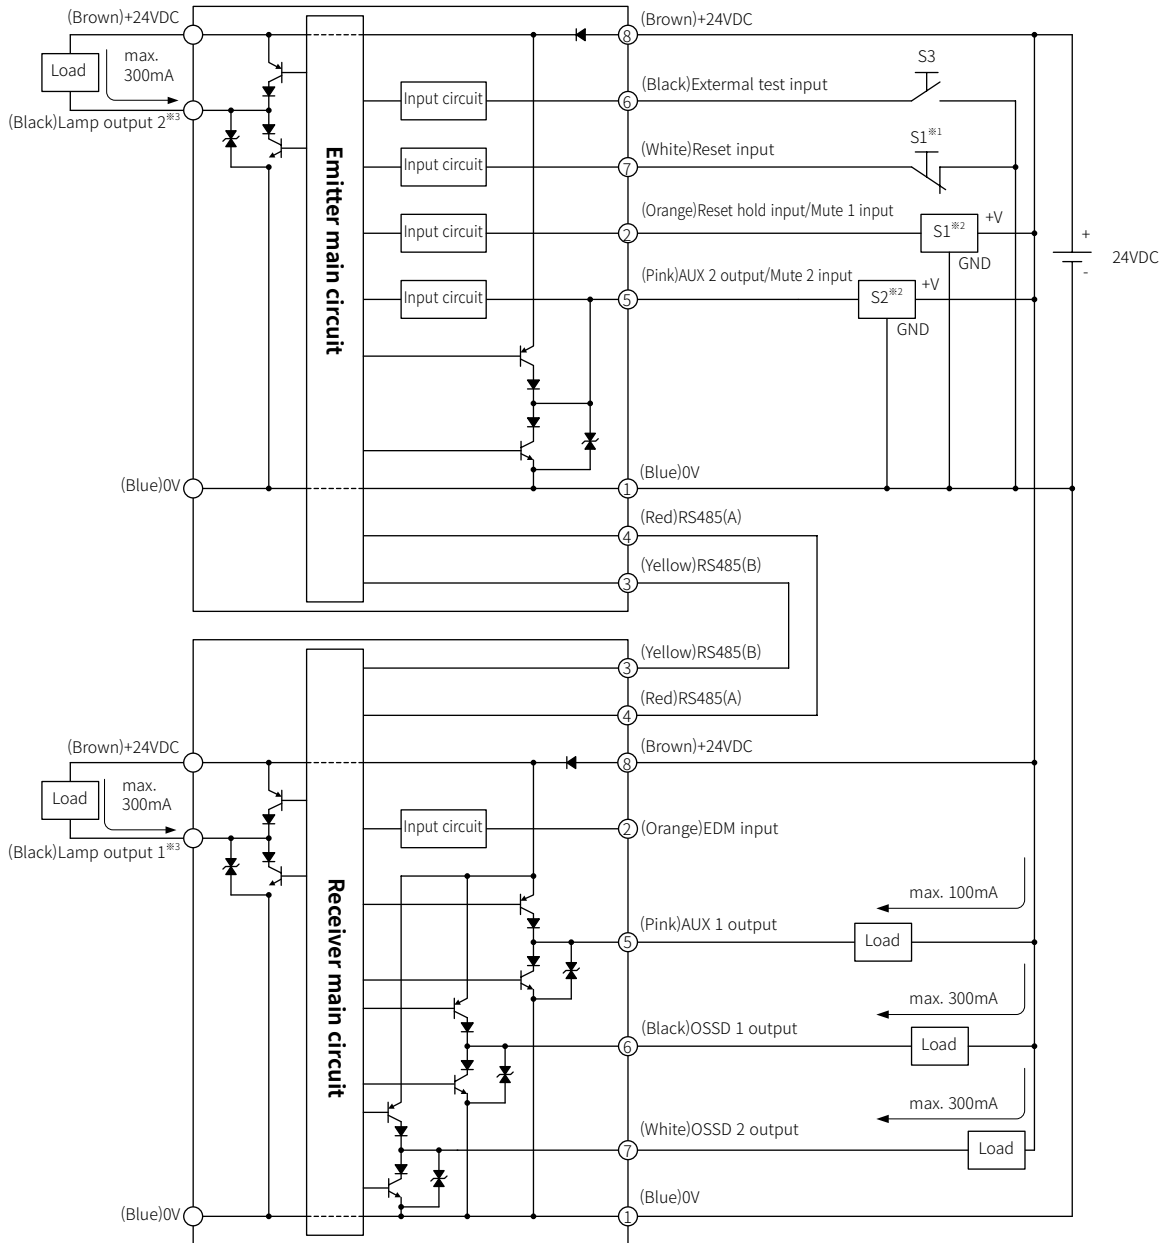 (Brown)+24VDC
Load
max.
300mA
(Black)Lamp output 2※3
Emitter main circuit
Input circuit
Input circuit
Input circuit
Input circuit
8
(Brown)+24VDC
6
(Black)Extermal test input
S3
7
(White)Reset input
S1※1
2
(Orange)Reset hold input/Mute 1 input
S1※2
+V
GND
5
(Pink)AUX 2 output/Mute 2 input
S2※2
+V
GND
+
-
24VDC
(Blue)0V
1
(Blue)0V
4
(Red)RS485(A)
3
(Yellow)RS485(B)
3
(Yellow)RS485(B)
4
(Red)RS485(A)
(Brown)+24VDC
Load
max.
300mA
(Black)Lamp output 1※3
Receiver main circuit
8
(Brown)+24VDC
Input circuit
2
(Orange)EDM input
max. 100mA
5
(Pink)AUX 1 output
Load
max. 300mA
6
(Black)OSSD 1 output
Load
max. 300mA
7
(White)OSSD 2 output
Load
(Blue)0V
1
(Blue)0V